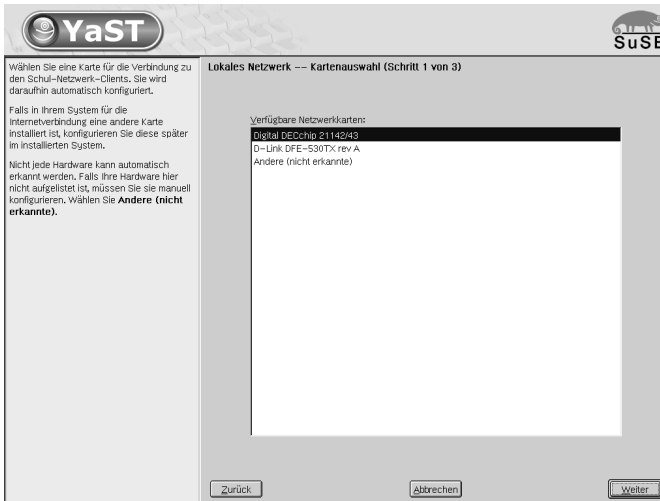 YaST
SuSE
Wählen Sie eine Karte für die Verbindung zu
den Schul-Netzwerk-Clients. Sie wird
daraufhin automatisch konfiguriert.
Falls in Ihrem System für die
Internetverbindung eine andere Karte
installiert ist, konfigurieren Sie diese später
im installierten System.
Nicht jede Hardware kann automatisch
erkannt werden. Falls Ihre Hardware hier
nicht aufgelistet ist, müssen Sie sie manuell
konfigurieren. Wählen Sie Andere (nicht
erkannte).
Lokales Netzwerk -- Kartenauswahl (Schritt 1 von 3)
Verfügbare Netzwerkkarten:
Digital DECchip 21142/43
D-Link DFE-530TX rev A
Andere (nicht erkannte)
Zurück
Abbrechen
Weiter